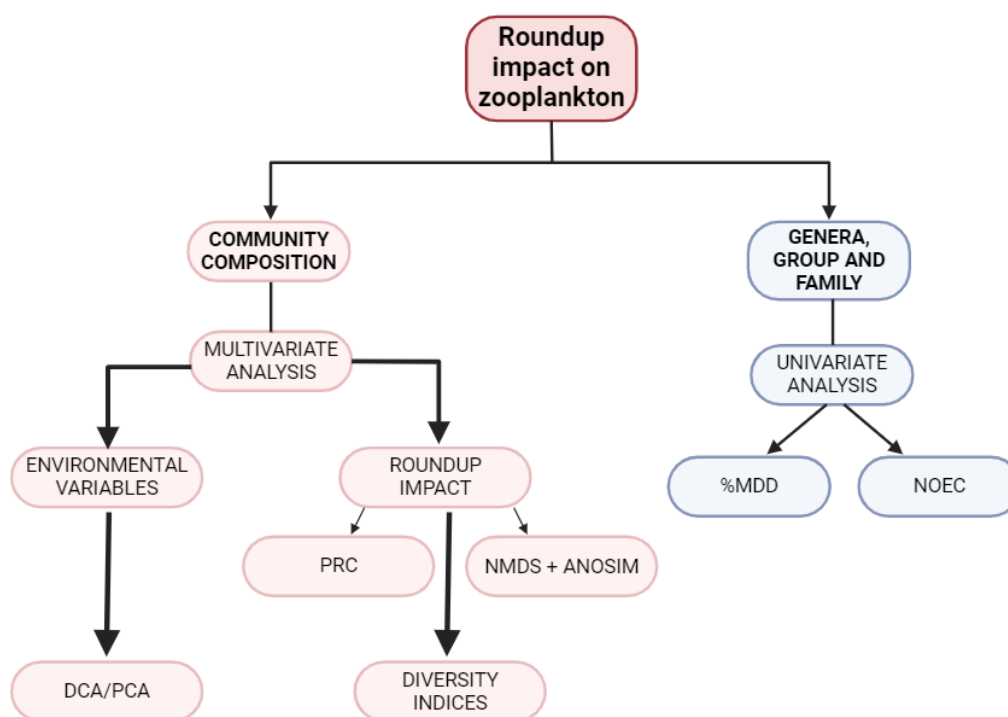 Roundup
impact on
zooplankton
COMMUNITY
COMPOSITION
GENERA,
GROUP AND
FAMILY
MULTIVARIATE
ANALYSIS
UNIVARIATE
ANALYSIS
ENVIRONMENTAL
VARIABLES
ROUNDUP
IMPACT
%MDD
NOEC
PRC
NMDS + ANOSIM
DCA/PCA
DIVERSITY
INDICES